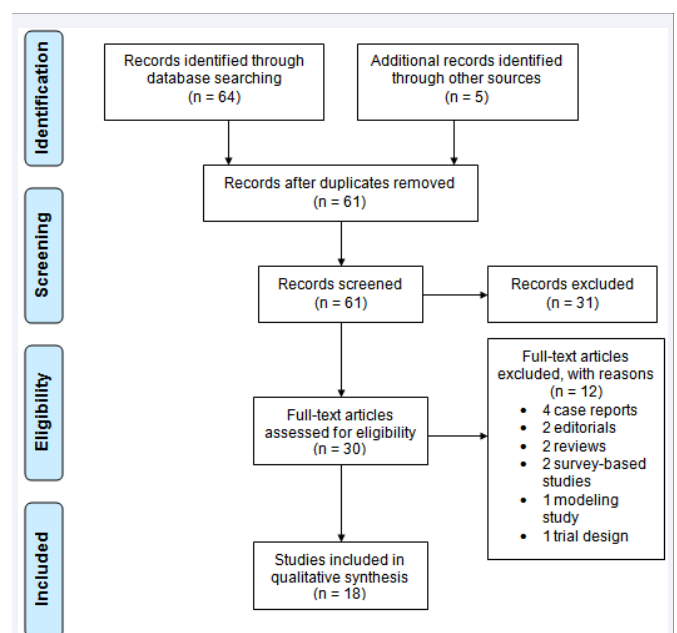 Identification
Records identified through
database searching
(n = 64)
Additional records identified
through other sources
(n = 5)
Records after duplicates removed
(n = 61)
Screening
Records screened
(n = 61)
Records excluded
(n = 31)
Eligibility
Full-text articles
assessed for eligibility
(n = 30)
Full-text articles
excluded, with reasons
(n = 12)
• 4 case reports
• 2 editorials
• 2 reviews
• 2 survey-based
studies
• 1 modeling
study
• 1 trial design
Included
Studies included in
qualitative synthesis
(n = 18)